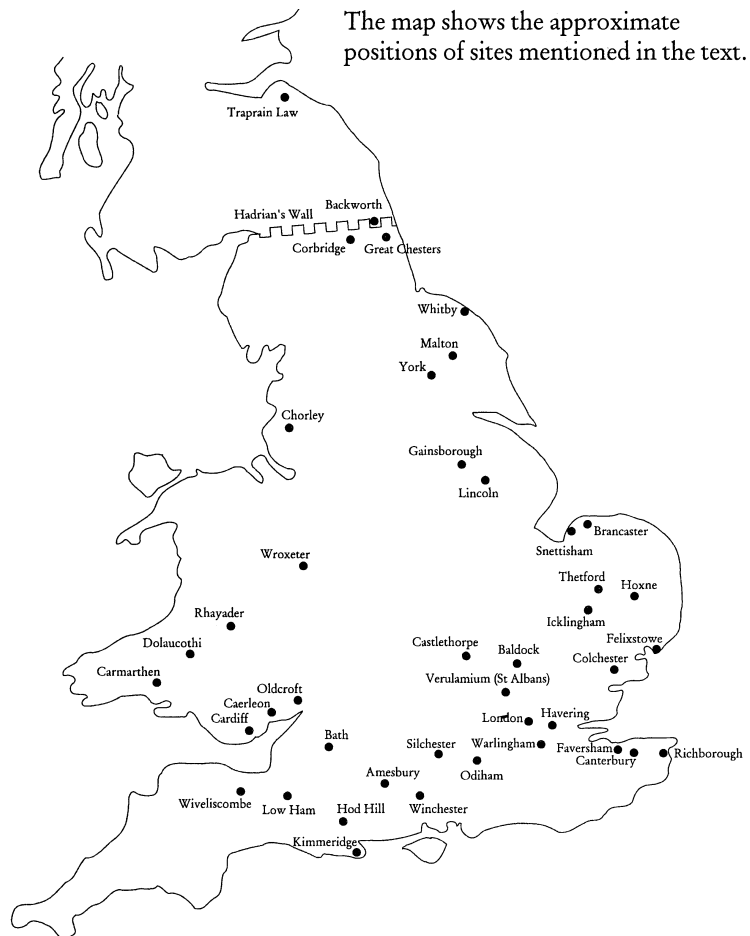 The map shows the approximate
positions of sites mentioned in the text.
Traprain Law
Backworth
Hadrian's Wall
Corbridge
Great Chesters
Whitby
Malton
York
Chorley
Gainsborough
Lincoln
Brancaster
Snettisham
Wroxeter
Thetford
Hoxne
Icklingham
Rhayader
Felixstowe
Dolaucothi
Castlethorpe
Baldock
Colchester
Carmarthen
Verulamium (St Albans)
Oldcroft
Caerleon
Cardiff
London
Havering
Bath
Silchester
Warlingham
Faversham
Canterbury
Richborough
Odiham
Amesbury
Wiveliscombe
Low Ham
Hod Hill
Winchester
Kimmeridge